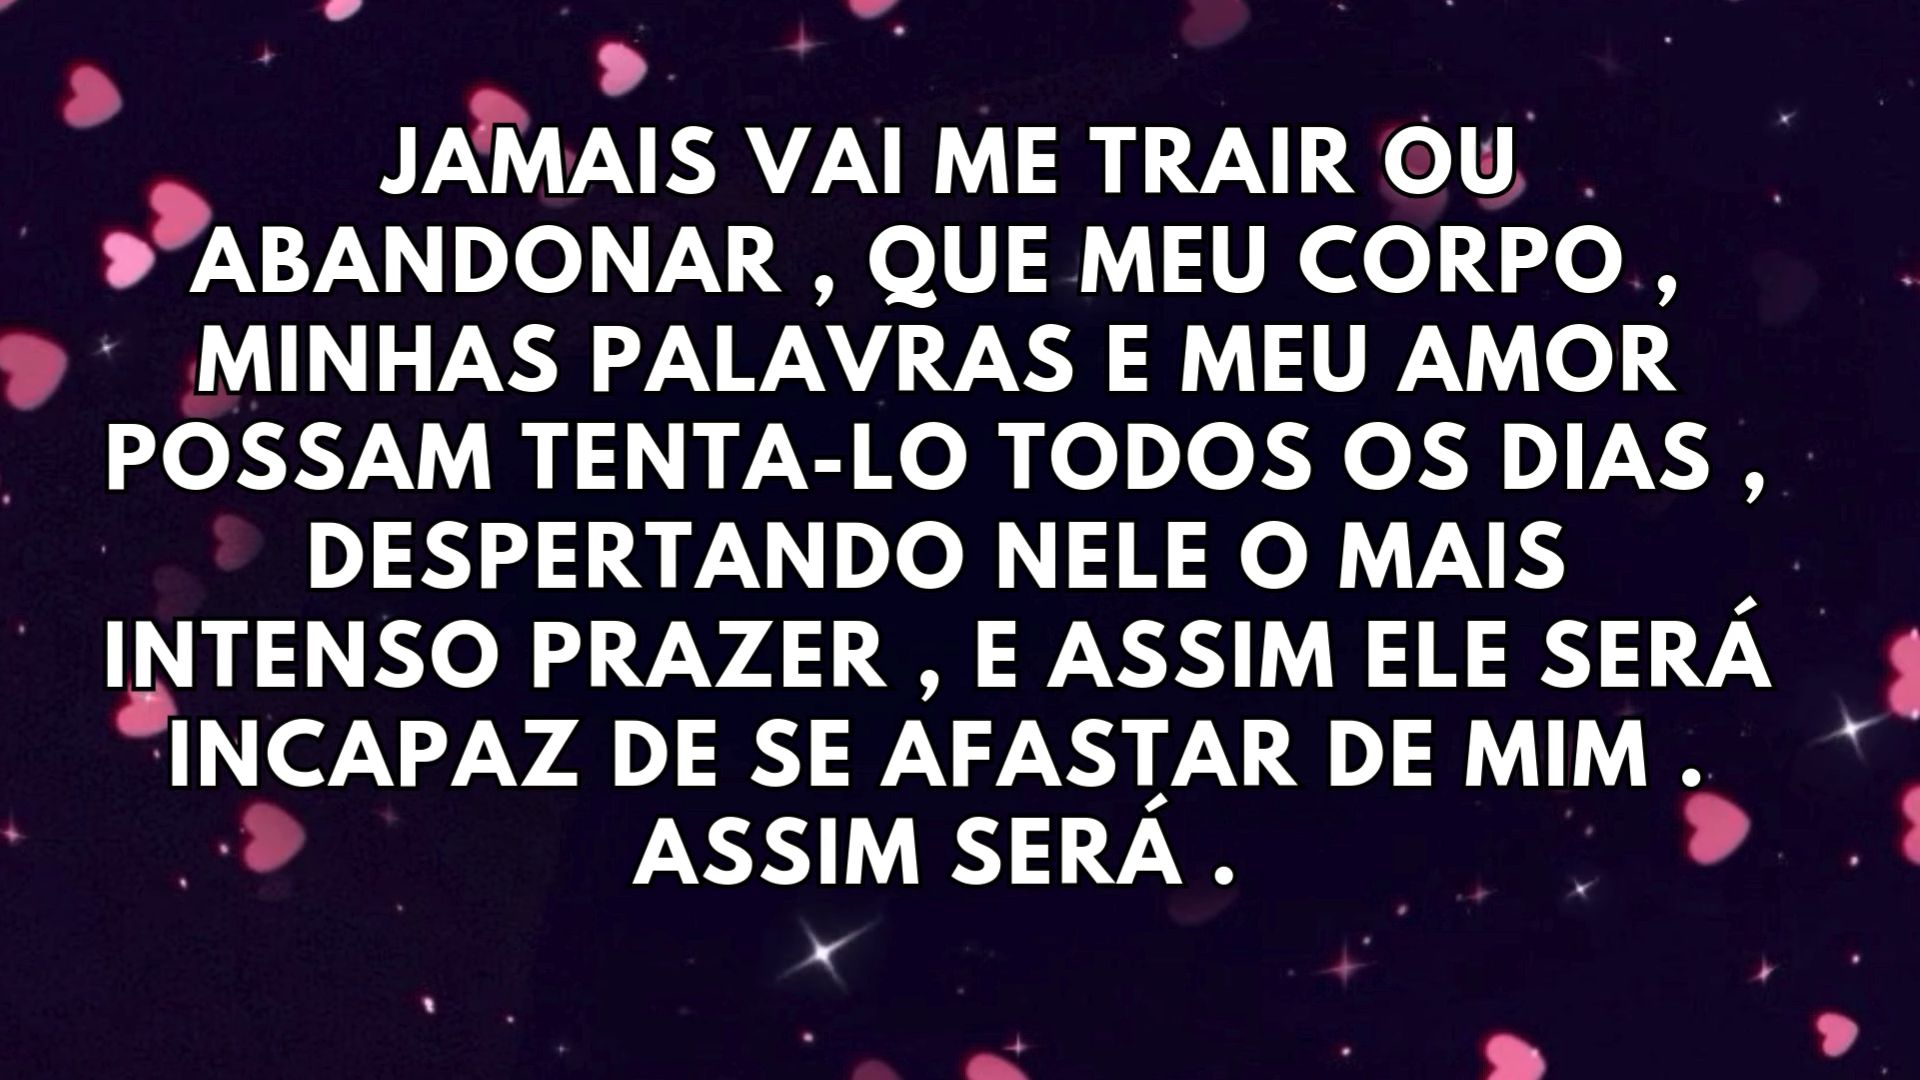 JAMAIS VAI ME TRAIR OU
ABANDONAR , QUE MEU CORPO ,
MINHAS PALAVRAS E MEU AMOR
POSSAM TENTA-LO TODOS OS DIAS ,
DESPERTANDO NELE O MAIS
INTENSO PRAZER , E ASSIM ELE SERÁ
INCAPAZ DE SE AFASTAR DE MIM .
ASSIM SERÁ .